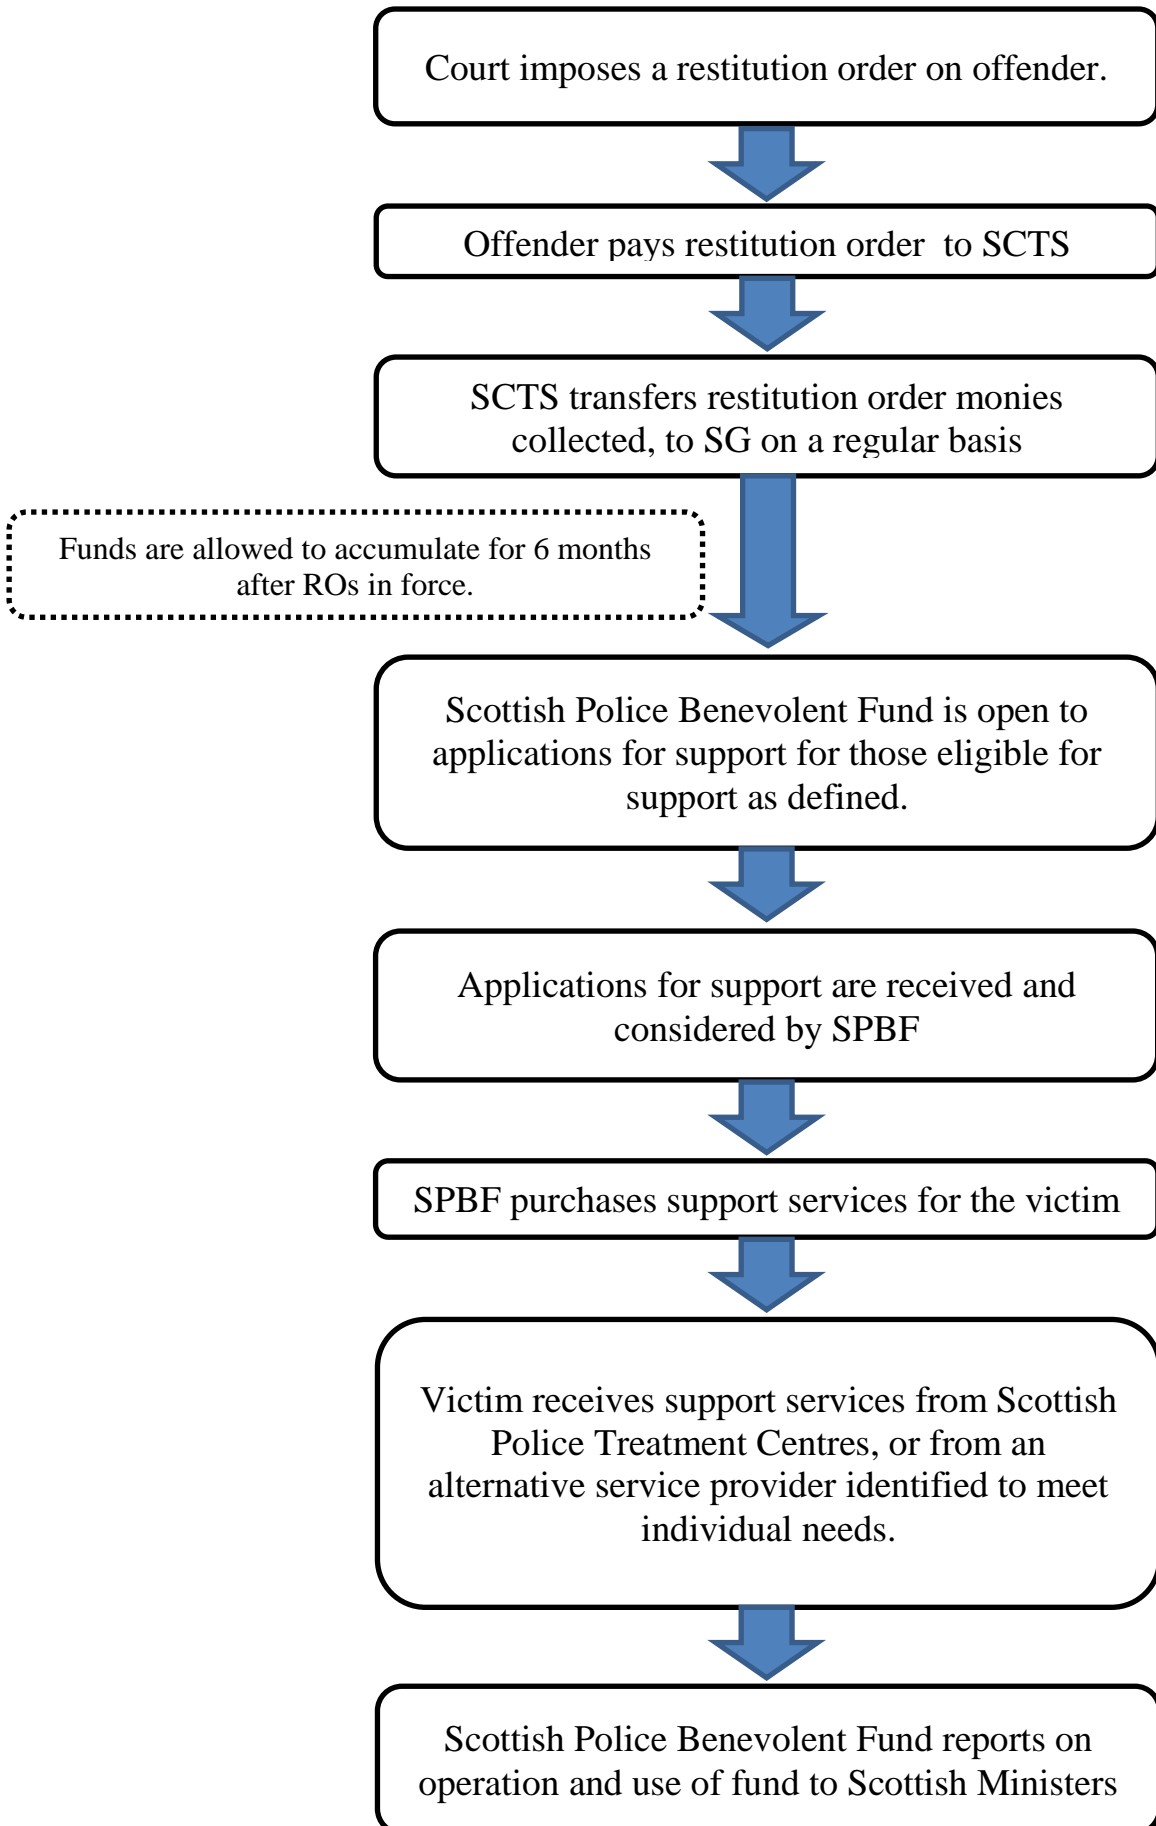 Court imposes a restitution order on offender.
Offender pays restitution order  to SCTS
SCTS transfers restitution order monies
collected, to SG on a regular basis
Funds are allowed to accumulate for 6 months
after ROs in force.
Scottish Police Benevolent Fund is open to
applications for support for those eligible for
support as defined.
Applications for support are received and
considered by SPBF
SPBF purchases support services for the victim
Victim receives support services from Scottish
Police Treatment Centres, or from an
alternative service provider identified to meet
individual needs.
Scottish Police Benevolent Fund reports on
operation and use of fund to Scottish Ministers